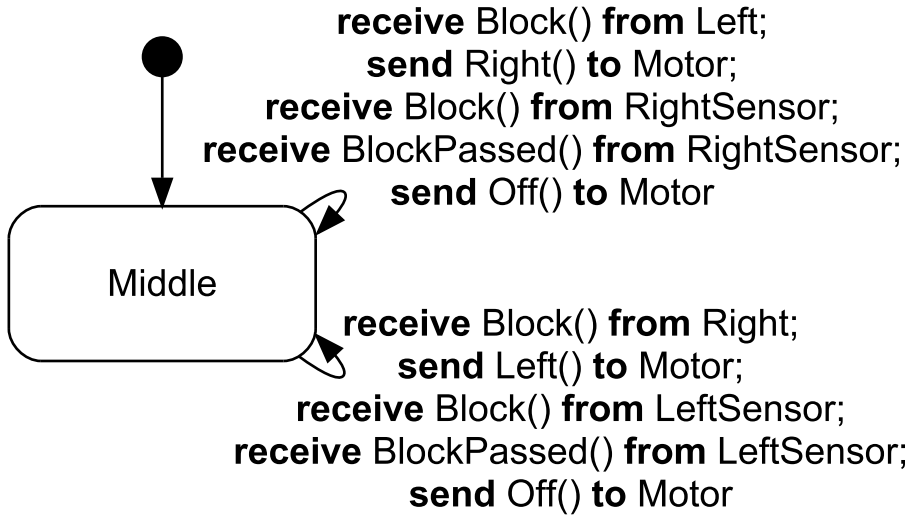 receive Block() from Left;
send Right() to Motor;
receive Block() from RightSensor;
receive BlockPassed() from RightSensor;
send Off() to Motor
Middle
receive Block() from Right;
send Left() to Motor;
receive Block() from LeftSensor;
receive BlockPassed() from LeftSensor;
send Off() to Motor